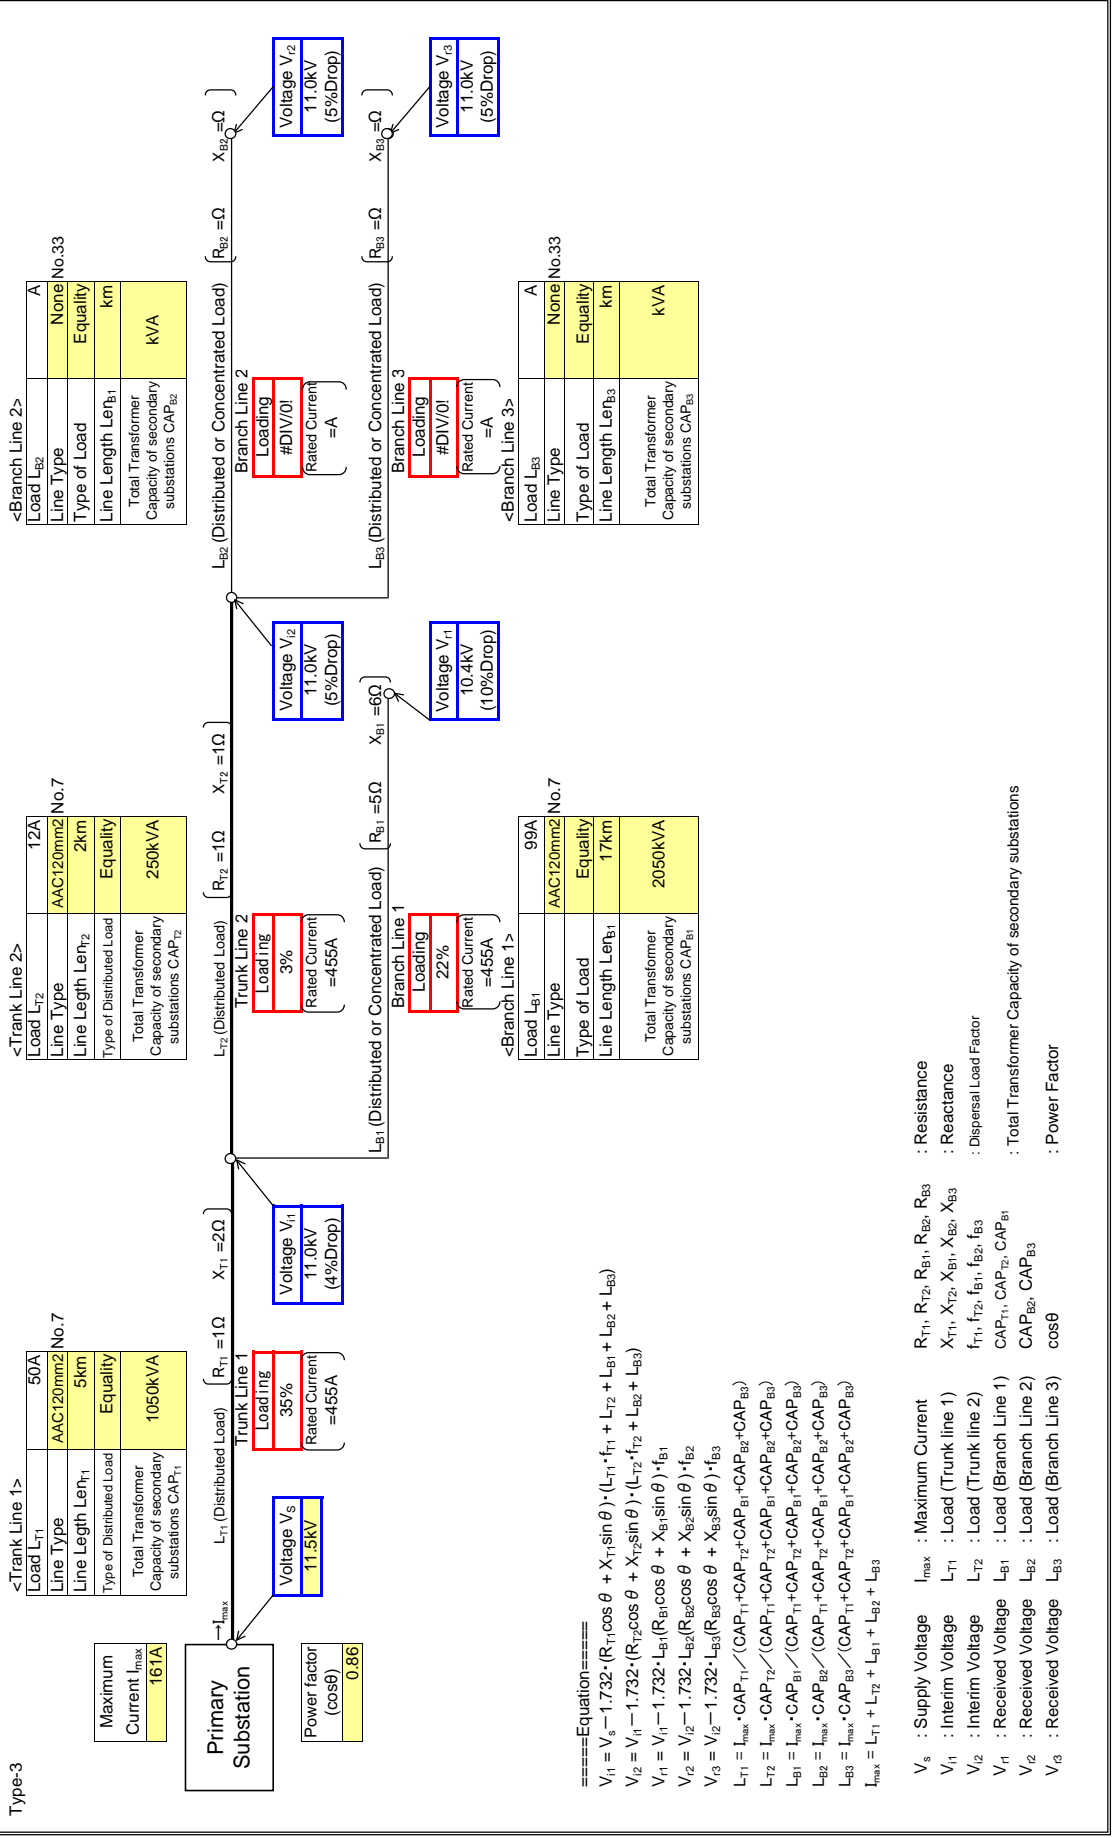 Type-3
Maximum
Current Imax
161A
Primary
Substation
Power factor
(cosθ)
0.86
→Imax
Voltage VS
11.5kV
<Trank Line 1>
Load LT1 50A
Line Type AAC120mm2 No.7
Line Length LenT1 5km
Type of Distributed Load Equality
Total Transformer
Capacity of secondary
substations CAPT1
1050kVA
LT1 (Distributed Load)
RT1 =1Ω XT1 =2Ω
Trunk Line 1
Loading
35%
Rated Current
=455A
Voltage Vi1
11.0kV
(4%Drop)
<Trank Line 2>
Load LT2 12A
Line Type AAC120mm2 No.7
Line Legth LenT2 2km
Type of Distributed Load Equality
Total Transformer
Capacity of secondary
substations CAPT2
250kVA
LT2 (Distributed Load)
RT2 =1Ω XT2 =1Ω
Trunk Line 2
Loading
3%
Rated Current
=455A
Voltage Vi2
11.0kV
(5%Drop)
LB1 (Distributed or Concentrated Load)
RB1 =5Ω XB1 =6Ω
Branch Line 1
Loading
22%
Rated Current
=455A
Voltage Vr1
10.4kV
(10%Drop)
<Branch Line 1>
Load LB1 99A
Line Type AAC120mm2 No.7
Type of Load Equality
Line Length LenB1 17km
Total Transformer
Capacity of secondary
substations CAPB1
2050kVA
<Branch Line 2>
Load LB2 A
Line Type None No.33
Type of Load Equality
Line Length LenB1 km
Total Transformer
Capacity of secondary
substations CAPB2
kVA
LB2 (Distributed or Concentrated Load)
RB2 =Ω XB2 =Ω
Branch Line 2
Loading
#DIV/0!
Rated Current
=A
Voltage Vr2
11.0kV
(5%Drop)
LB3 (Distributed or Concentrated Load)
RB3 =Ω XB3 =Ω
Branch Line 3
Loading
#DIV/0!
Rated Current
=A
Voltage Vr3
11.0kV
(5%Drop)
<Branch Line 3>
Load LB3 A
Line Type None No.33
Type of Load Equality
Line Length LenB3 km
Total Transformer
Capacity of secondary
substations CAPB3
kVA
=====Equation=====
Vi1 = Vs－1.732・(RT1cos θ + XT1sin θ)・(LT1・fT1 + LT2 + LB1 + LB2 + LB3)
Vi2 = Vi1－1.732・(RT2cos θ + XT2sin θ)・(LT2・fT2 + LB2 + LB3)
Vr1 = Vi1－1.732・LB1(RB1cos θ + XB1sin θ)・fB1
Vr2 = Vi2－1.732・LB2(RB2cos θ + XB2sin θ)・fB2
Vr3 = Vi2－1.732・LB3(RB3cos θ + XB3sin θ)・fB3
LT1 = Imax・CAPT1／(CAPT1+CAPT2+CAPB1+CAPB2+CAPB3)
LT2 = Imax・CAPT2／(CAPT1+CAPT2+CAPB1+CAPB2+CAPB3)
LB1 = Imax・CAPB1／(CAPT1+CAPT2+CAPB1+CAPB2+CAPB3)
LB2 = Imax・CAPB2／(CAPT1+CAPT2+CAPB1+CAPB2+CAPB3)
LB3 = Imax・CAPB3／(CAPT1+CAPT2+CAPB1+CAPB2+CAPB3)
Imax = LT1 + LT2 + LB1 + LB2 + LB3
Vs : Supply Voltage Imax : Maximum Current RT1, RT2, RB1, RB2, RB3 : Resistance
Vi1 : Interim Voltage LT1 : Load (Trunk line 1) XT1, XT2, XB1, XB2, XB3 : Reactance
Vi2 : Interim Voltage LT2 : Load (Trunk line 2) fT1, fT2, fB1, fB2, fB3 : Dispersal Load Factor
Vr1 : Received Voltage LB1 : Load (Branch Line 1) CAPT1, CAPT2, CAPB1 : Total Transformer Capacity of secondary substations
Vr2 : Received Voltage LB2 : Load (Branch Line 2) CAPB2, CAPB3
Vr3 : Received Voltage LB3 : Load (Branch Line 3) cosθ : Power Factor